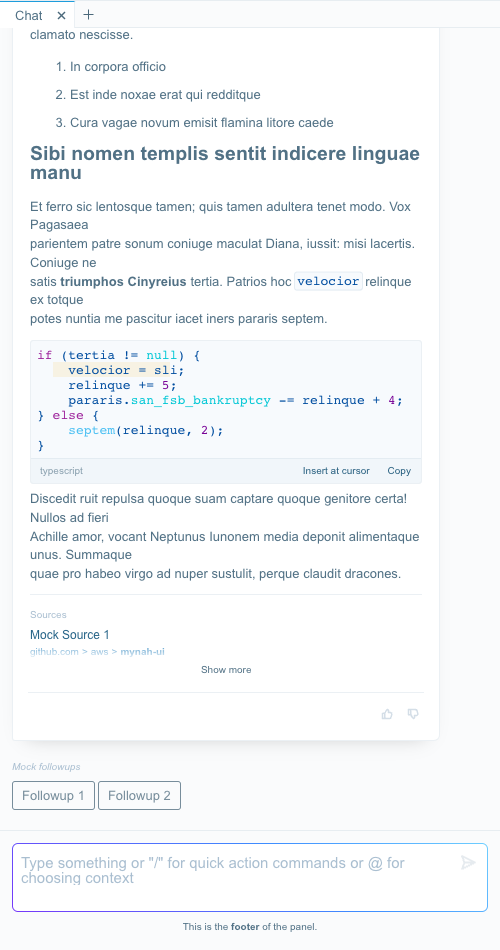 Chat
clamato nescisse.
1. In corpora officio
2. Est inde noxae erat qui redditque
3. Cura vagae novum emisit flamina litore caede
Sibi nomen templis sentit indicere linguae
manu
Et ferro sic lentosque tamen; quis tamen adultera tenet modo. Vox
Pagasaea
parientem patre sonum coniuge maculat Diana, iussit: misi lacertis.
Coniuge ne
satis triumphos Cinyreius tertia. Patrios hoc velocior relinque
ex totque
potes nuntia me pascitur iacet iners pararis septem.
if (tertia != null) {
velocior = sli;
relinque += 5;
pararis.san_fsb_bankruptcy -= relinque + 4;
} else {
septem(relinque, 2);
}
typescript Insert at cursor Copy
Discedit ruit repulsa quoque suam captare quoque genitore certa!
Nullos ad fieri
Achille amor, vocant Neptunus Iunonem media deponit alimentaque
unus. Summaque
quae pro habeo virgo ad nuper sustulit, perque claudit dracones.
Sources
Mock Source 1
github.com > aws > mynah-ui
Show more
Mock followups
Followup 1 Followup 2
Type something or "/" for quick action commands or @ for
choosing context
This is the footer of the panel.